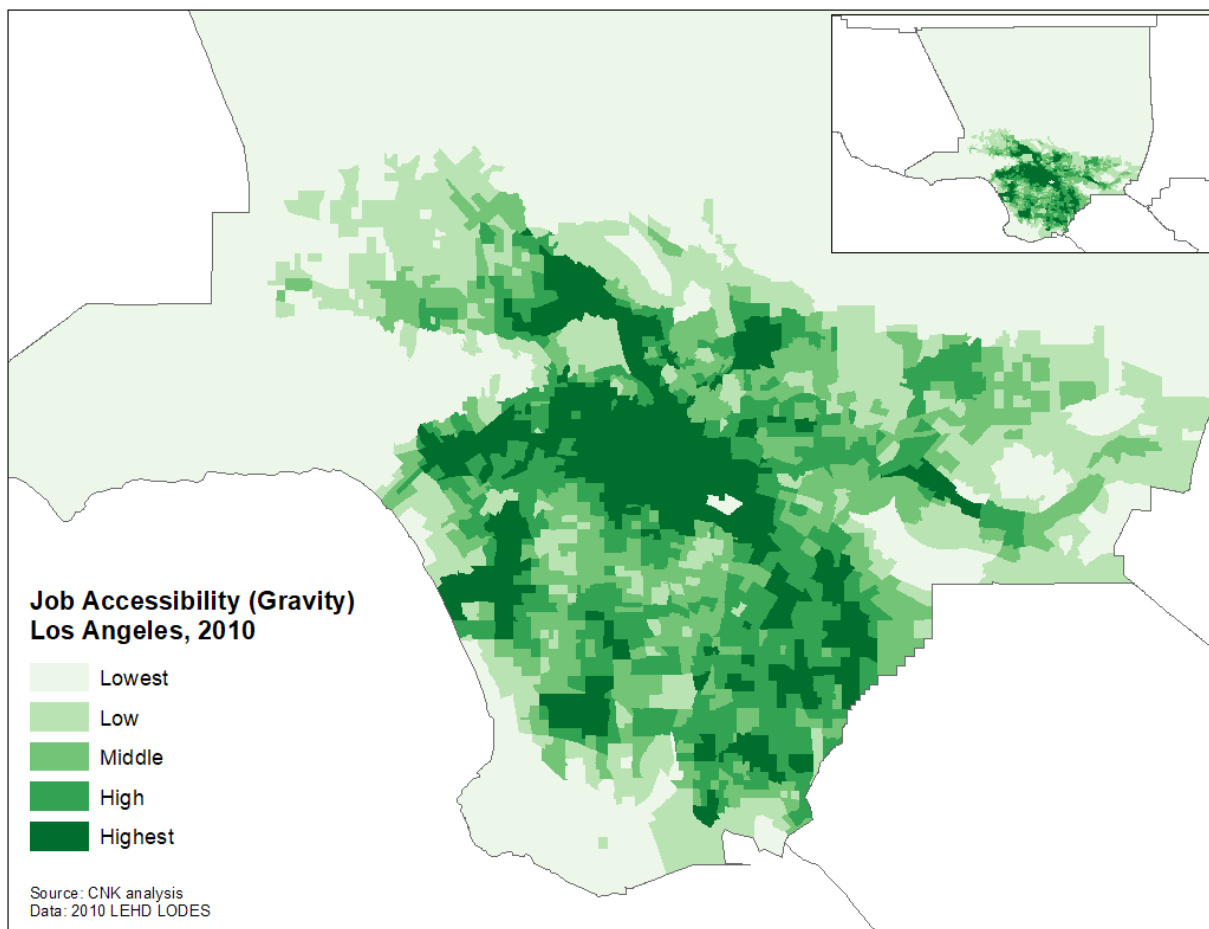 Job Accessibility (Gravity)
Los Angeles, 2010
Lowest
Low
Middle
High
Highest
Source: CNK analysis
Data: 2010 LEHD LODES